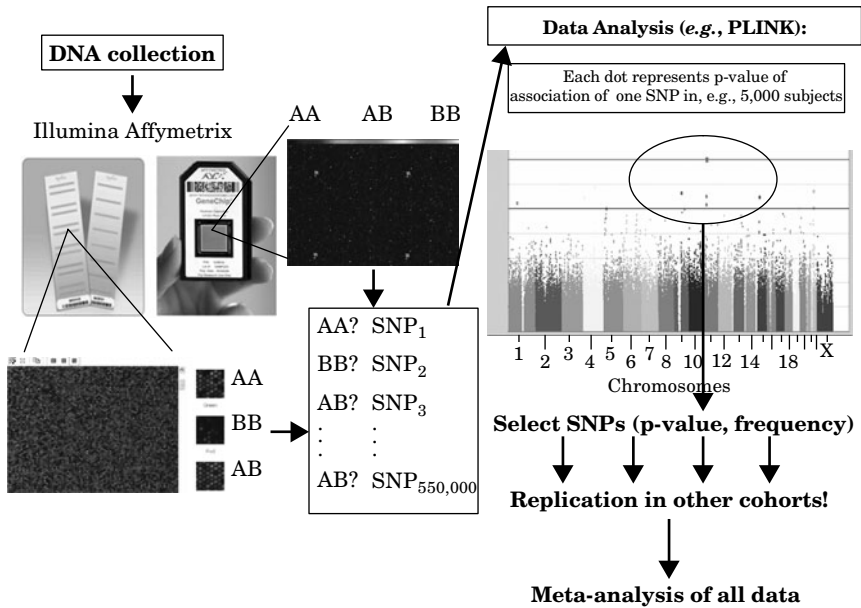 DNA collection
Illumina Affymetrix
GeneChip
AA AB BB
AA
BB
AB
AA? SNP1
BB? SNP2
AB? SNP3
: :
AB? SNP550,000
Data Analysis (e.g., PLINK):
Each dot represents p-value of
association of one SNP in, e.g., 5,000 subjects
1 2 3 4 5 6 7 8 10 12 14 18 X
Chromosomes
Select SNPs (p-value, frequency)
Replication in other cohorts!
Meta-analysis of all data